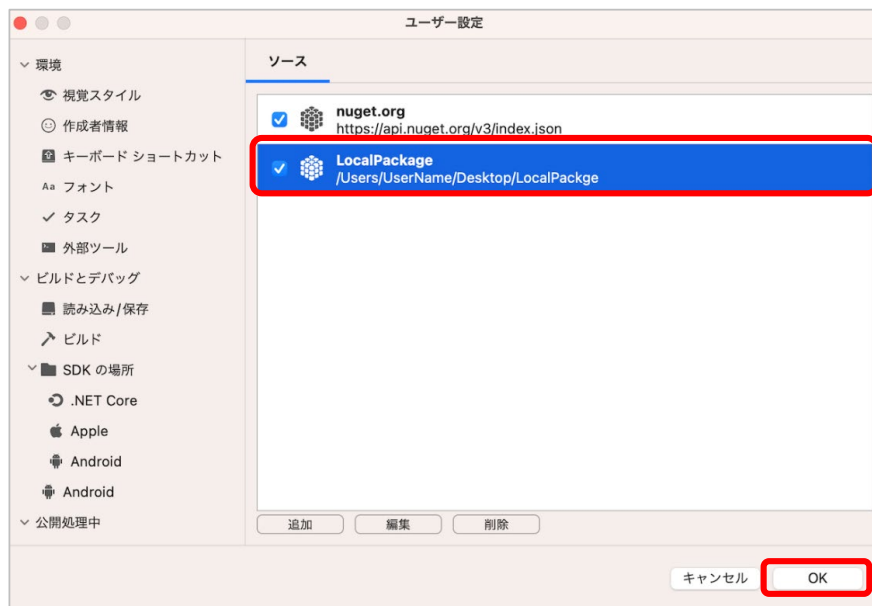 ユーザー設定
環境
視覚スタイル
作成者情報
キーボード ショートカット
Aa フォント
タスク
外部ツール
ビルドとデバッグ
読み込み/保存
ビルド
SDK の場所
.NET Core
Apple
Android
Android
公開処理中
ソース
nuget.org
https://api.nuget.org/v3/index.json
LocalPackage
/Users/UserName/Desktop/LocalPackge
追加
編集
削除
キャンセル
OK